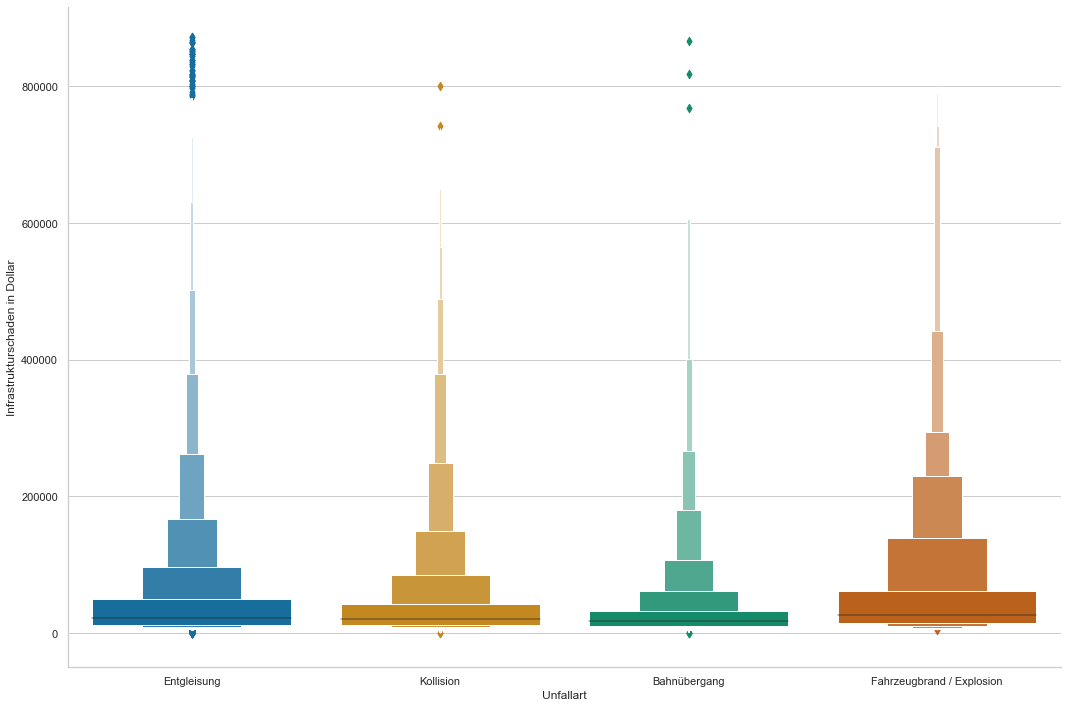 Infrastrukturschaden in Dollar
800000
600000
400000
200000
0
Entgleisung
Kollision
Bahnübergang
Fahrzeugbrand / Explosion
Unfallart